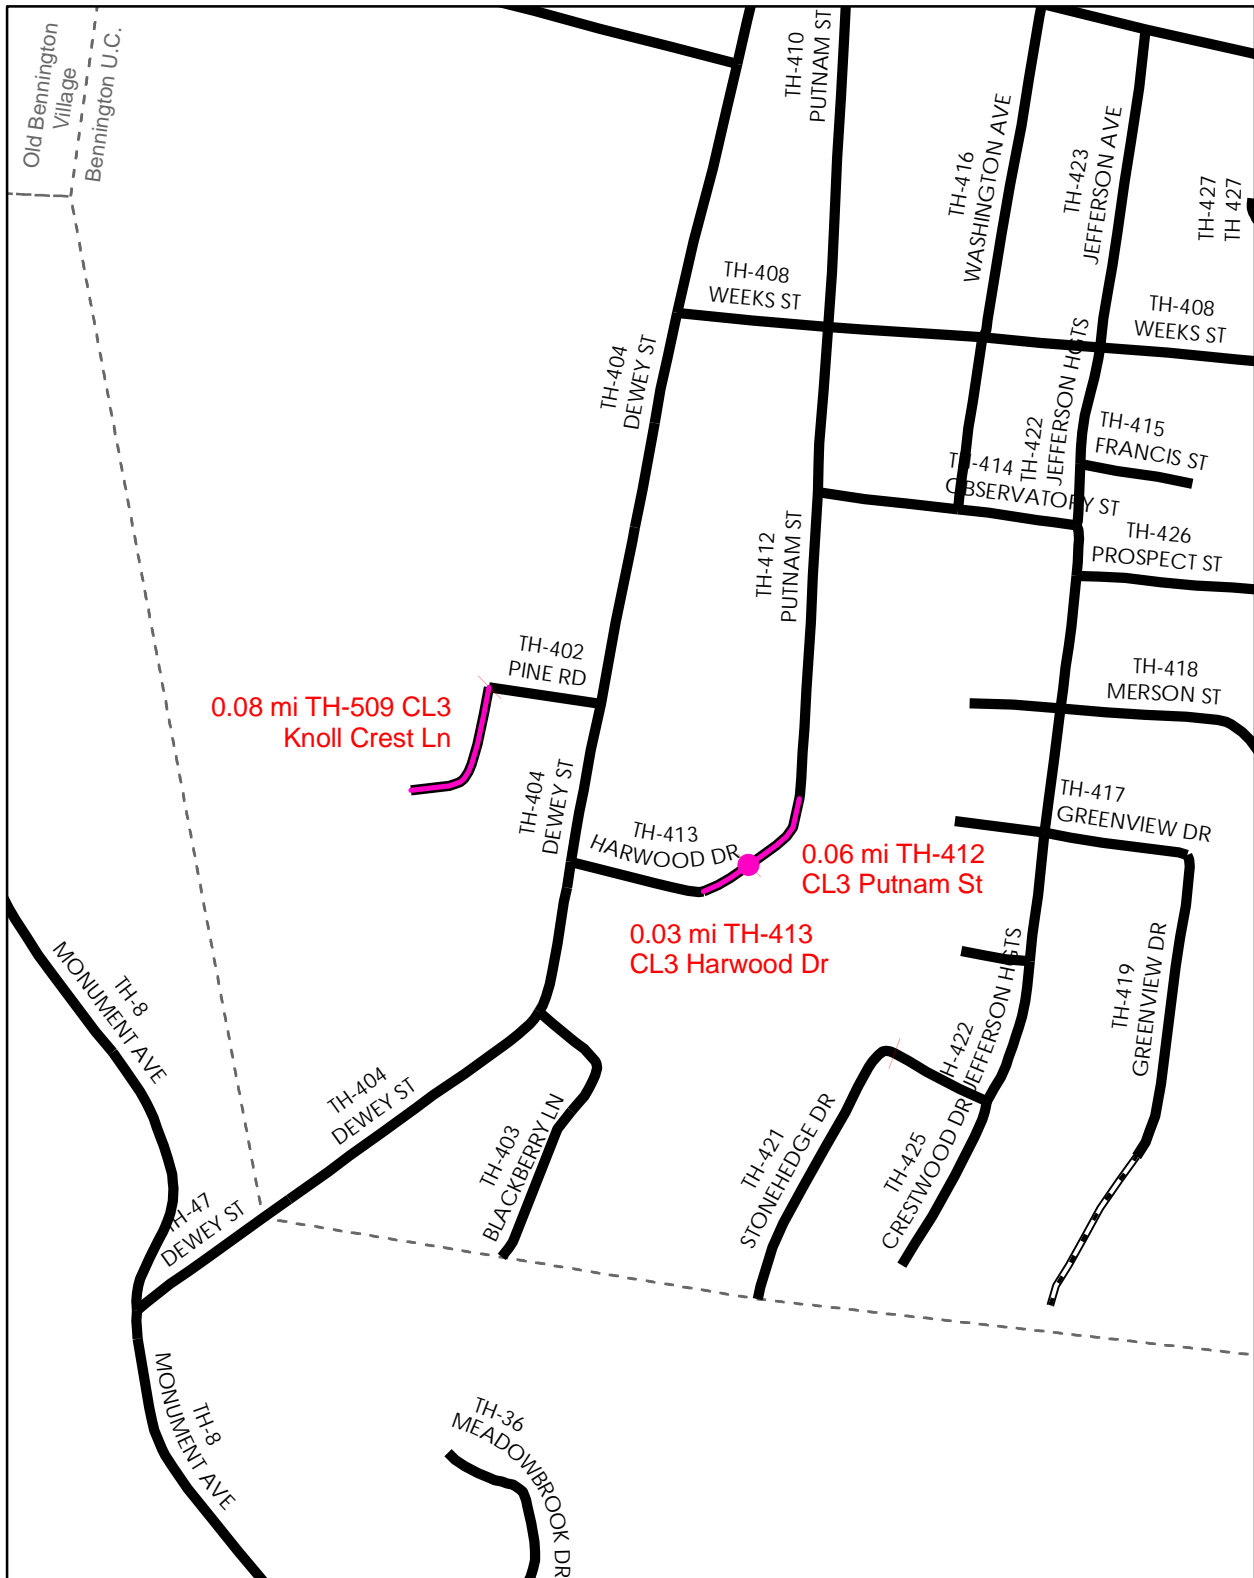 Old Bennington
Village
Bennington U.C.
TH-410
PUTNAM ST
TH-416
WASHINGTON AVE
TH-423
JEFFERSON AVE
TH-427
TH 427
TH-408
WEEKS ST
TH-408
WEEKS ST
TH-404
DEWEY ST
TH-422
JEFFERSON HGTS
TH-415
FRANCIS ST
TH-414
OBSERVATORY ST
TH-412
PUTNAM ST
TH-426
PROSPECT ST
TH-402
PINE RD
TH-418
MERSON ST
0.08 mi TH-509 CL3
Knoll Crest Ln
TH-404
DEWEY ST
TH-413
HARWOOD DR
TH-417
GREENVIEW DR
0.06 mi TH-412
CL3 Putnam St
0.03 mi TH-413
CL3 Harwood Dr
TH-8
MONUMENT AVE
TH-419
GREENVIEW DR
H-422
JEFFERSON HGTS
TH-404
DEWEY ST
TH-403
BLACKBERRY LN
TH-421
STONEHEDGE DR
TH-425
CRESTWOOD DR
TH-47
DEWEY ST
TH-8
MONUMENT AVE
TH-36
MEADOWBROOK DR